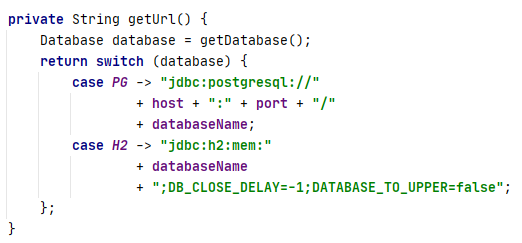 private String getUrl() {
    Database database = getDatabase();
    return switch (database) {
        case PG -> "jdbc:postgresql://"
                + host + ":" + port + "/"
                + databaseName;
        case H2 -> "jdbc:h2:mem:"
                + databaseName
                + ";DB_CLOSE_DELAY=-1;DATABASE_TO_UPPER=false";
    };
}